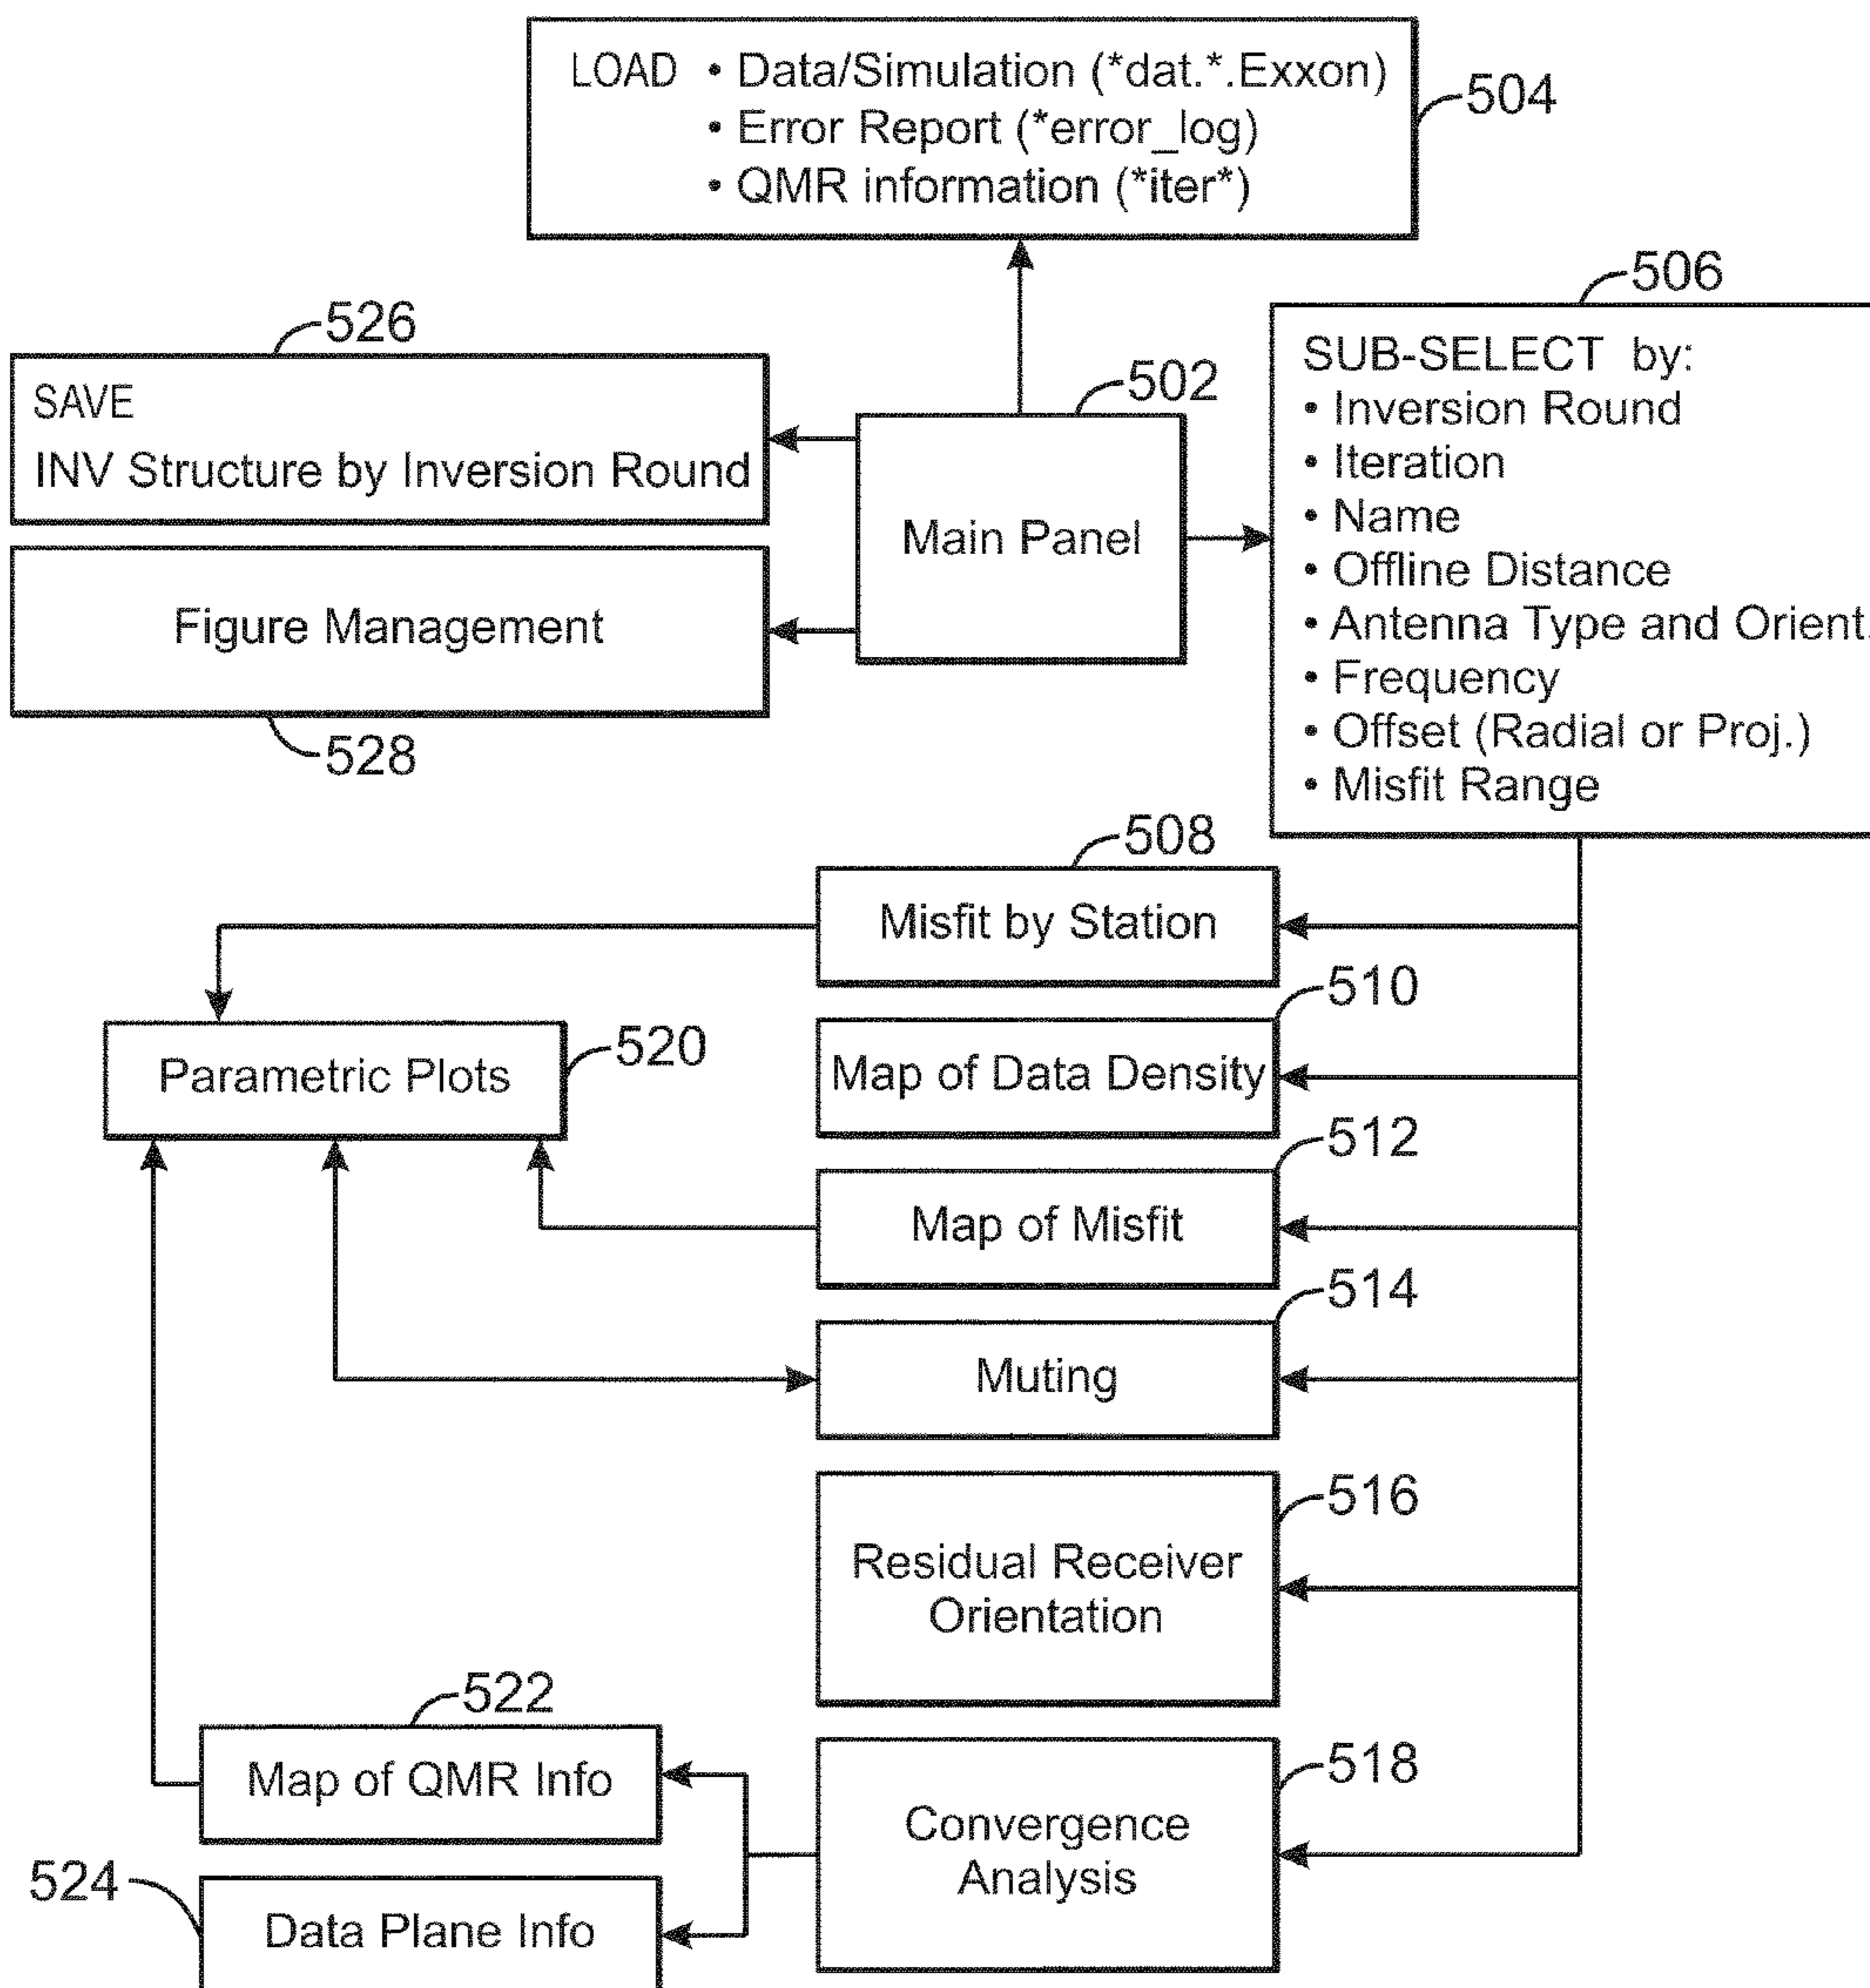 LOAD • Data/Simulation (*dat.*.Exxon)
• Error Report (*error_log)
• QMR information (*iter*)
504
506
526
SAVE
INV Structure by Inversion Round
502
Main Panel
SUB-SELECT by:
• Inversion Round
• Iteration
• Name
• Offline Distance
• Antenna Type and Orient.
• Frequency
• Offset (Radial or Proj.)
• Misfit Range
Figure Management
528
508
Misfit by Station
510
Map of Data Density
Parametric Plots
520
512
Map of Misfit
514
Muting
516
Residual Receiver
Orientation
522
Map of QMR Info
518
Convergence
Analysis
524
Data Plane Info